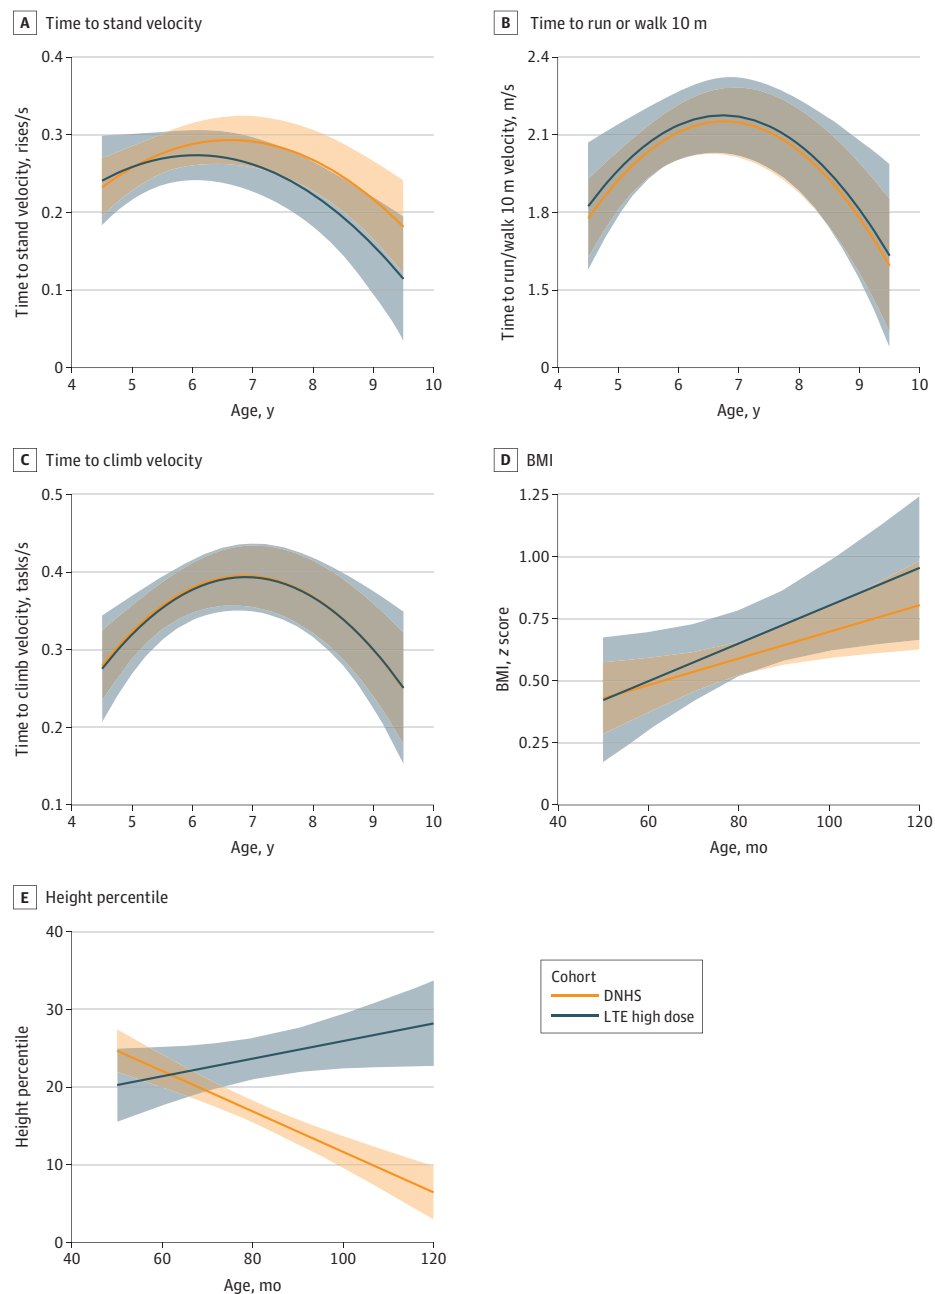 A Time to stand velocity
0.4
0.3
0.2
0.1
0
Time to stand velocity, rises/s
4 5 6 7 8 9 10
Age, y
B Time to run or walk 10 m
2.4
2.1
1.8
1.5
0
Time to run/walk 10 m velocity, m/s
4 5 6 7 8 9 10
Age, y
C Time to climb velocity
0.5
0.4
0.3
0.2
0.1
Time to climb velocity, tasks/s
4 5 6 7 8 9 10
Age, y
D BMI
1.25
1.00
0.75
0.50
0.25
0
BMI, z score
40 60 80 100 120
Age, mo
E Height percentile
40
30
20
10
0
Height percentile
40 60 80 100 120
Age, mo
Cohort
DNHS
LTE high dose